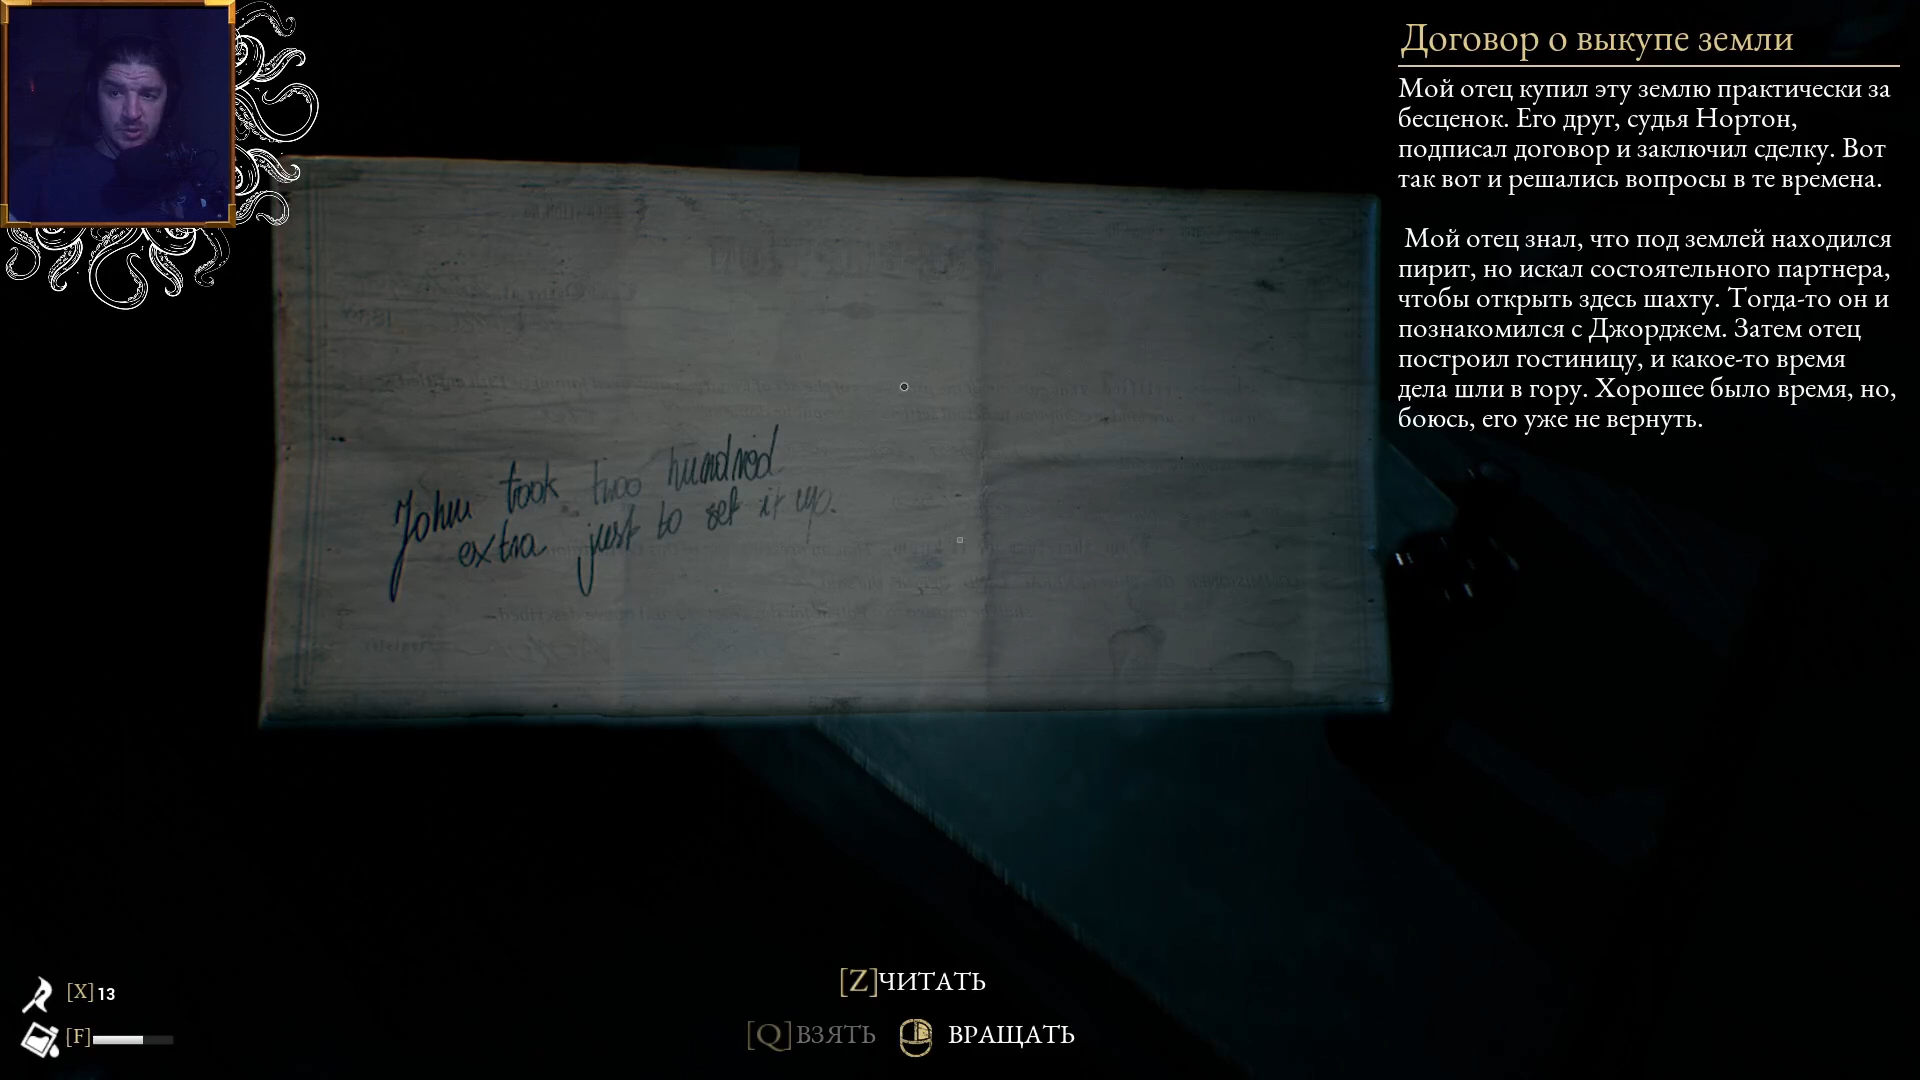 Договор о выкупе земли
Мой отец купил эту землю практически за
бесценок. Его друг, судья Нортон,
подписал договор и заключил сделку. Вот
так вот и решались вопросы в те времена.
Мой отец знал, что под землей находился
пирит, но искал состоятельного партнера,
чтобы открыть здесь шахту. Тогда-то он и
познакомился с Джорджем. Затем отец
построил гостиницу, и какое-то время
дела шли в гору. Хорошее было время, но,
боюсь, его уже не вернуть.
John took two hundred
extra just to set it up.
[X] 13
[F]
[Z]ЧИТАТЬ
[Q]ВЗЯТЬ ВРАЩАТЬ